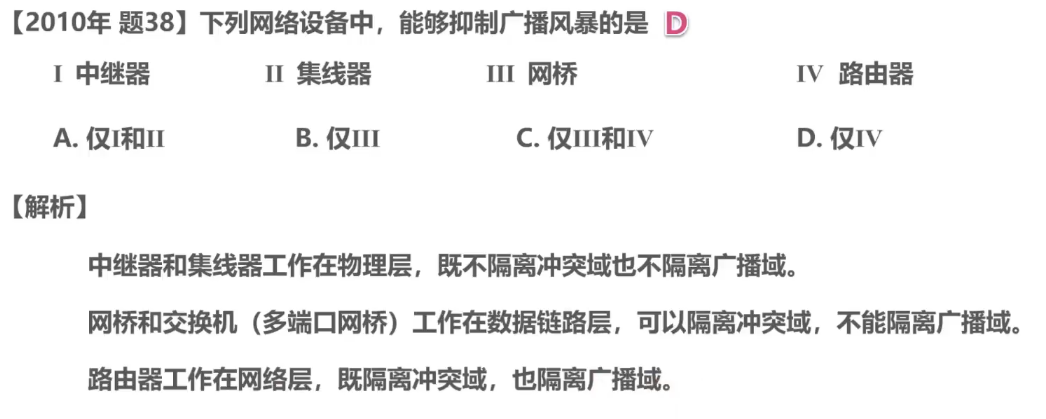 【2010年 题38】下列网络设备中，能够抑制广播风暴的是 D
I 中继器 II 集线器 III 网桥 IV 路由器
A. 仅I和II B. 仅III C. 仅III和IV D. 仅IV
【解析】
中继器和集线器工作在物理层，既不隔离冲突域也不隔离广播域。
网桥和交换机（多端口网桥）工作在数据链路层，可以隔离冲突域，不能隔离广播域。
路由器工作在网络层，既隔离冲突域，也隔离广播域。